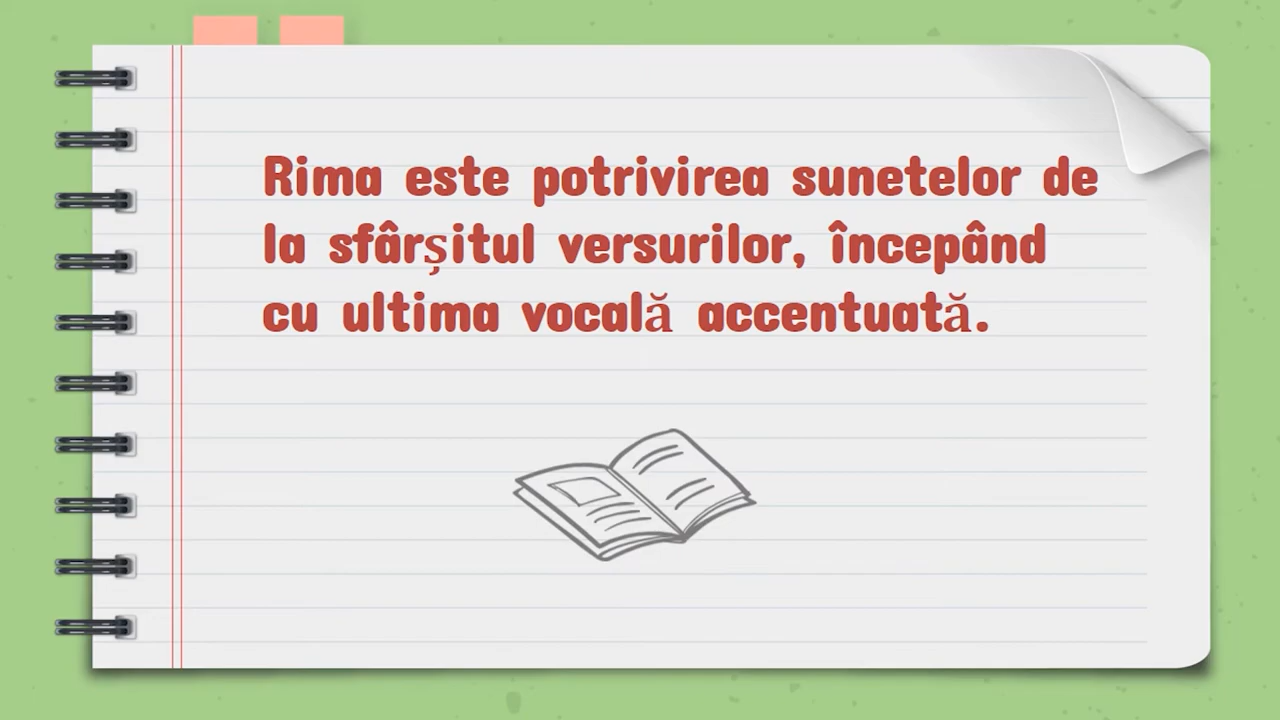 Rima este potrivirea sunetelor de
la sfârșitul versurilor, începând
cu ultima vocală accentuată.